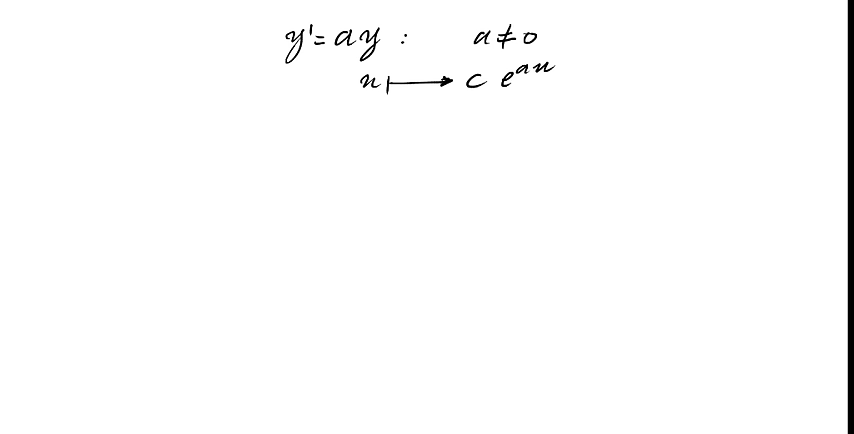 y' = ay : a ≠ 0
x ⟼ c e^{ax}